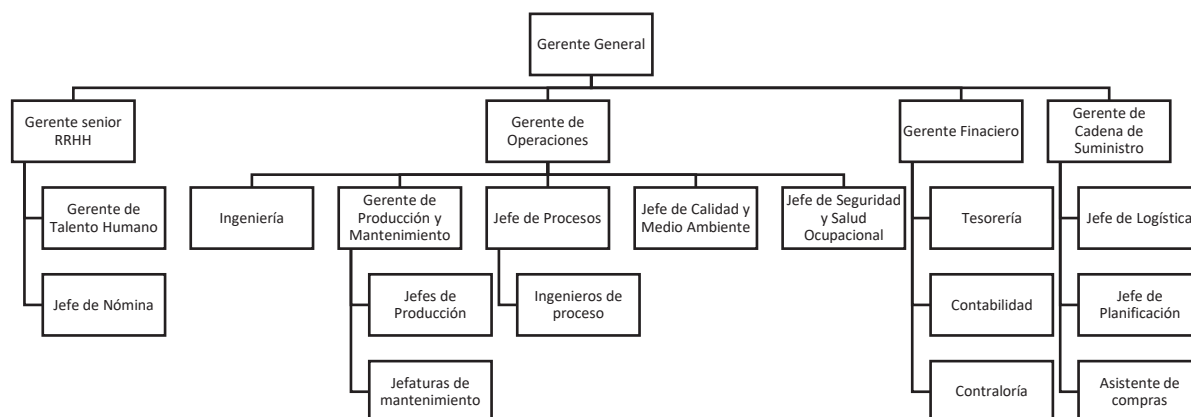 Gerente General
Gerente senior
RRHH
Gerente de
Operaciones
Gerente Finaciero
Gerente de
Cadena de
Suministro
Gerente de
Talento Humano
Ingeniería
Gerente de
Producción y
Mantenimiento
Jefe de Procesos
Jefe de Calidad y
Medio Ambiente
Jefe de Seguridad
y Salud
Ocupacional
Tesorería
Jefe de Logística
Jefe de Nómina
Jefes de
Producción
Ingenieros de
proceso
Contabilidad
Jefe de
Planificación
Jefaturas de
mantenimiento
Contraloría
Asistente de
compras